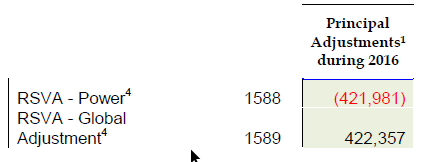 Principal
Adjustments¹
during 2016
RSVA - Power⁴ 1588 (421,981)
RSVA - Global
Adjustment⁴ 1589 422,357